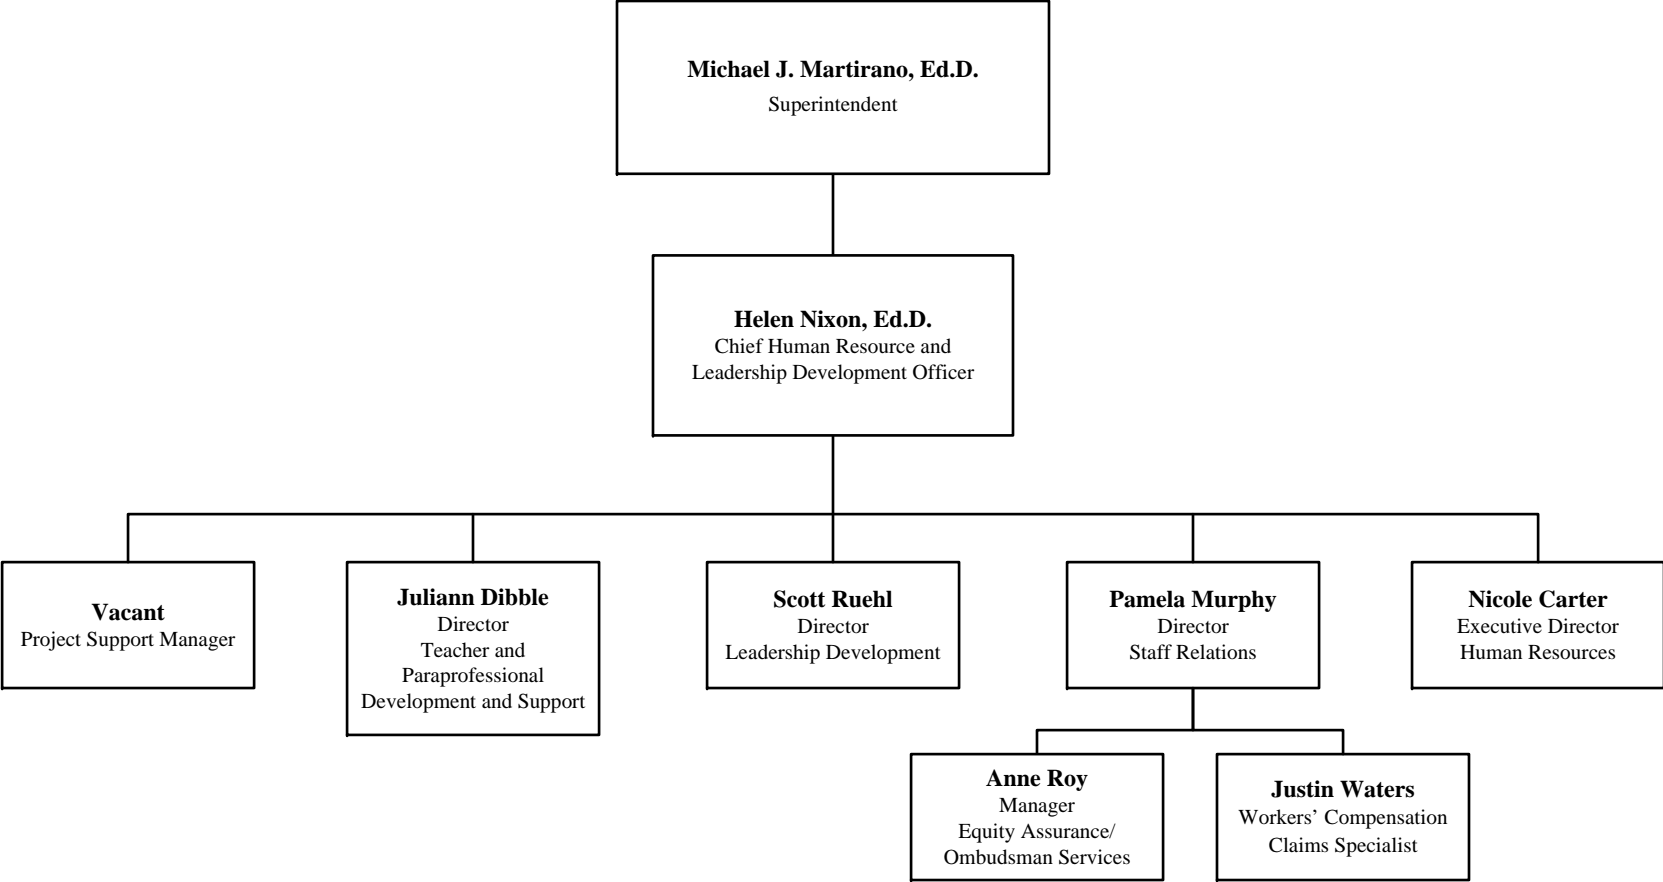 Michael J. Martirano, Ed.D.
Superintendent
Helen Nixon, Ed.D.
Chief Human Resource and
Leadership Development Officer
Vacant
Project Support Manager
Juliann Dibble
Director
Teacher and
Paraprofessional
Development and Support
Scott Ruehl
Director
Leadership Development
Pamela Murphy
Director
Staff Relations
Nicole Carter
Executive Director
Human Resources
Anne Roy
Manager
Equity Assurance/
Ombudsman Services
Justin Waters
Workers’ Compensation
Claims Specialist